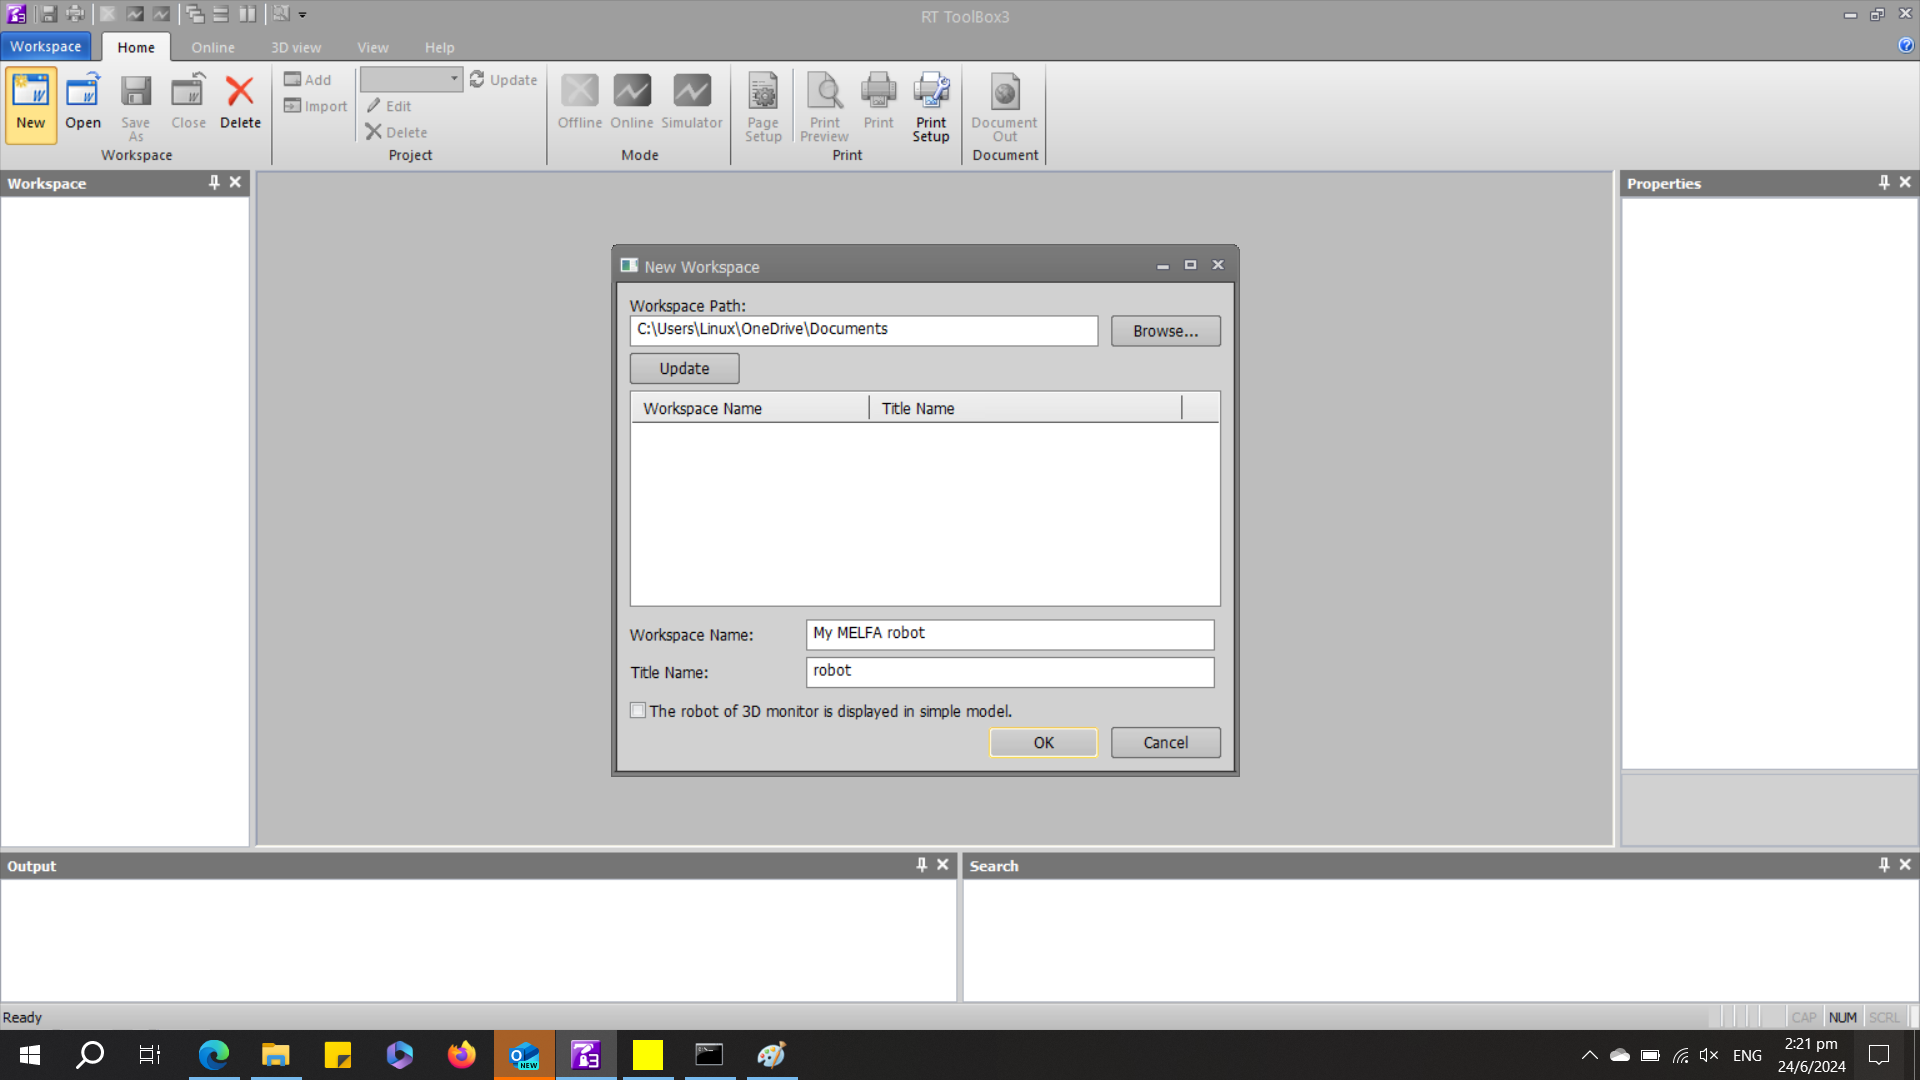 RT ToolBox3
Workspace Home Online 3D view View Help
New Open Save As Close Delete
Workspace
Add
Import
Update
Edit
Delete
Project
Offline Online Simulator
Mode
Page Setup Print Preview Print Print Setup
Print
Document Out
Document
Workspace
Properties
New Workspace
Workspace Path:
C:\Users\Linux\OneDrive\Documents
Browse...
Update
Workspace Name Title Name
Workspace Name: My MELFA robot
Title Name: robot
The robot of 3D monitor is displayed in simple model.
OK Cancel
Output
Search
Ready
CAP NUM SCRL
NEW
3
ENG
2:21 pm
24/6/2024